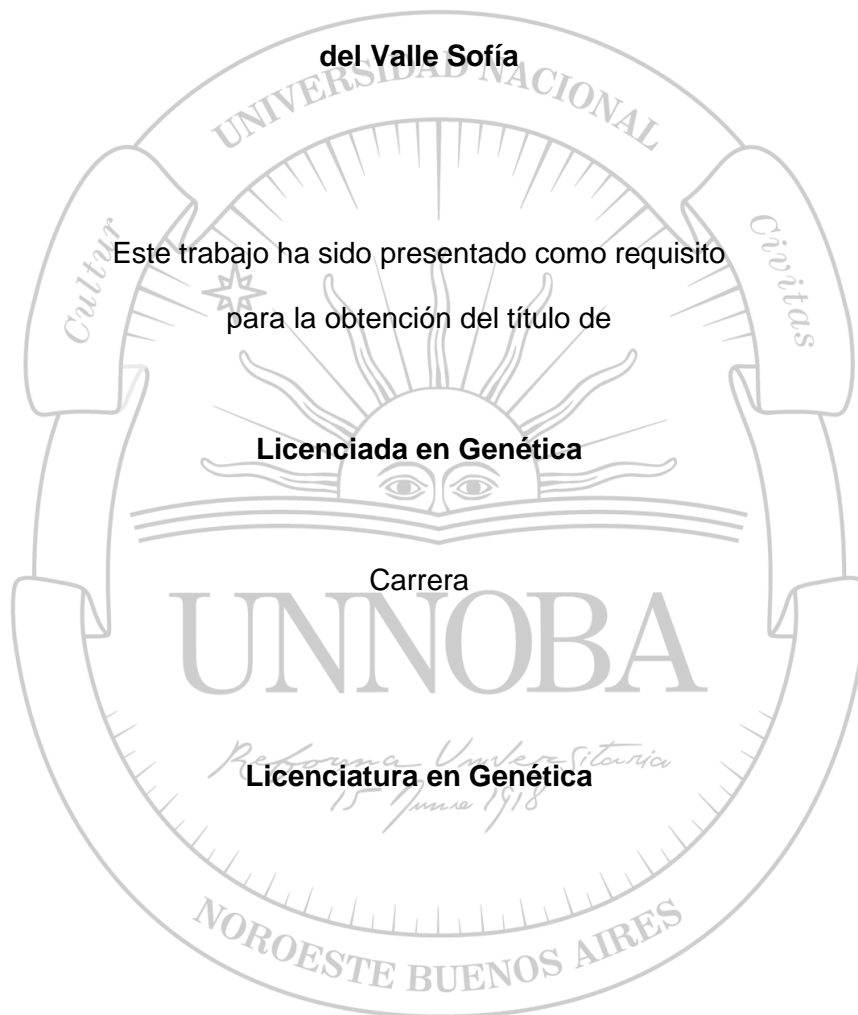 del Valle Sofía
UNIVERSIDAD NACIONAL
Cultur
Civitas
Este trabajo ha sido presentado como requisito
para la obtención del título de
Licenciada en Genética
Carrera
UNNOBA
Reforma Universitaria
Licenciatura en Genética
15 Junio 1918
NOROESTE BUENOS AIRES